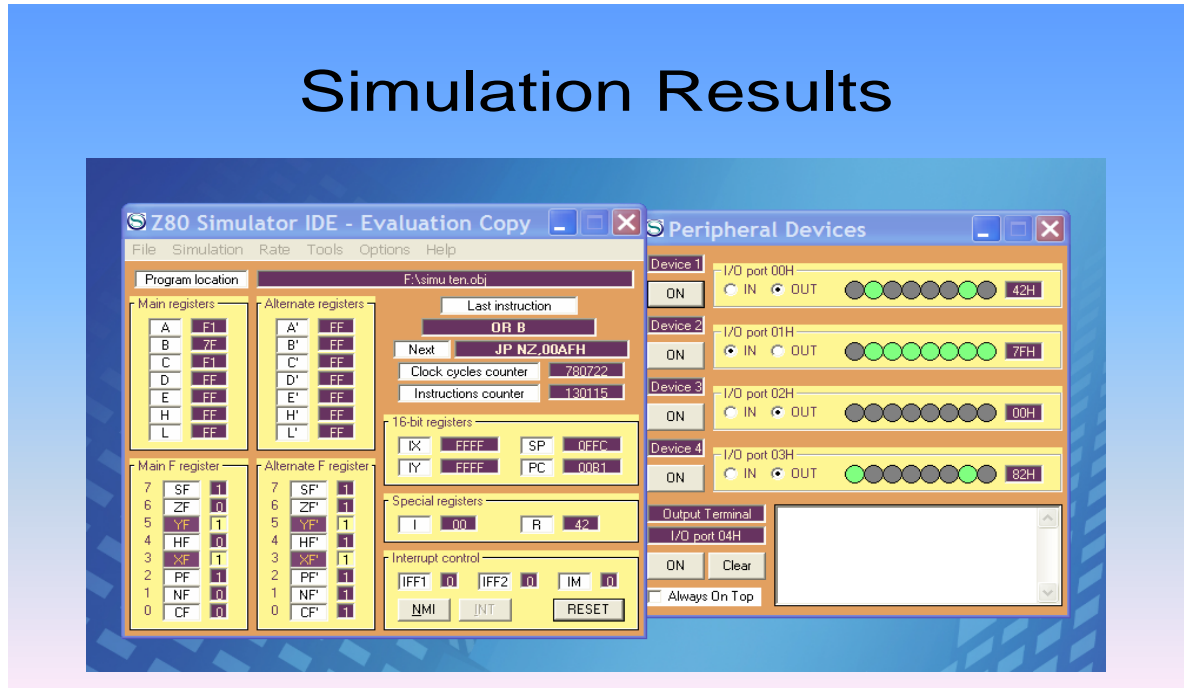 Simulation Results
Z80 Simulator IDE - Evaluation Copy
File Simulation Rate Tools Options Help
Program location F:\simu ten.obj
Main registers
A F1
B 7F
C F1
D FF
E FF
H FF
L FF
Alternate registers
A' FF
B' FF
C' FF
D' FF
E' FF
H' FF
L' FF
Last instruction
OR B
Next JP NZ,00AFH
Clock cycles counter 780722
Instructions counter 130115
16-bit registers
IX FFFF SP 0FFC
IY FFFF PC 00B1
Main F register
7 SF 1
6 ZF 0
5 YF 1
4 HF 0
3 XF 1
2 PF 1
1 NF 0
0 CF 0
Alternate F register
7 SF' 1
6 ZF' 1
5 YF' 1
4 HF' 1
3 XF' 1
2 PF' 1
1 NF' 1
0 CF' 1
Special registers
I 00 R 42
Interrupt control
IFF1 0 IFF2 0 IM 0
NMI INT RESET
Peripheral Devices
Device 1
ON
I/O port 00H
IN OUT 42H
Device 2
ON
I/O port 01H
IN OUT 7FH
Device 3
ON
I/O port 02H
IN OUT 00H
Device 4
ON
I/O port 03H
IN OUT 82H
Output Terminal
I/O port 04H
ON Clear
Always On Top